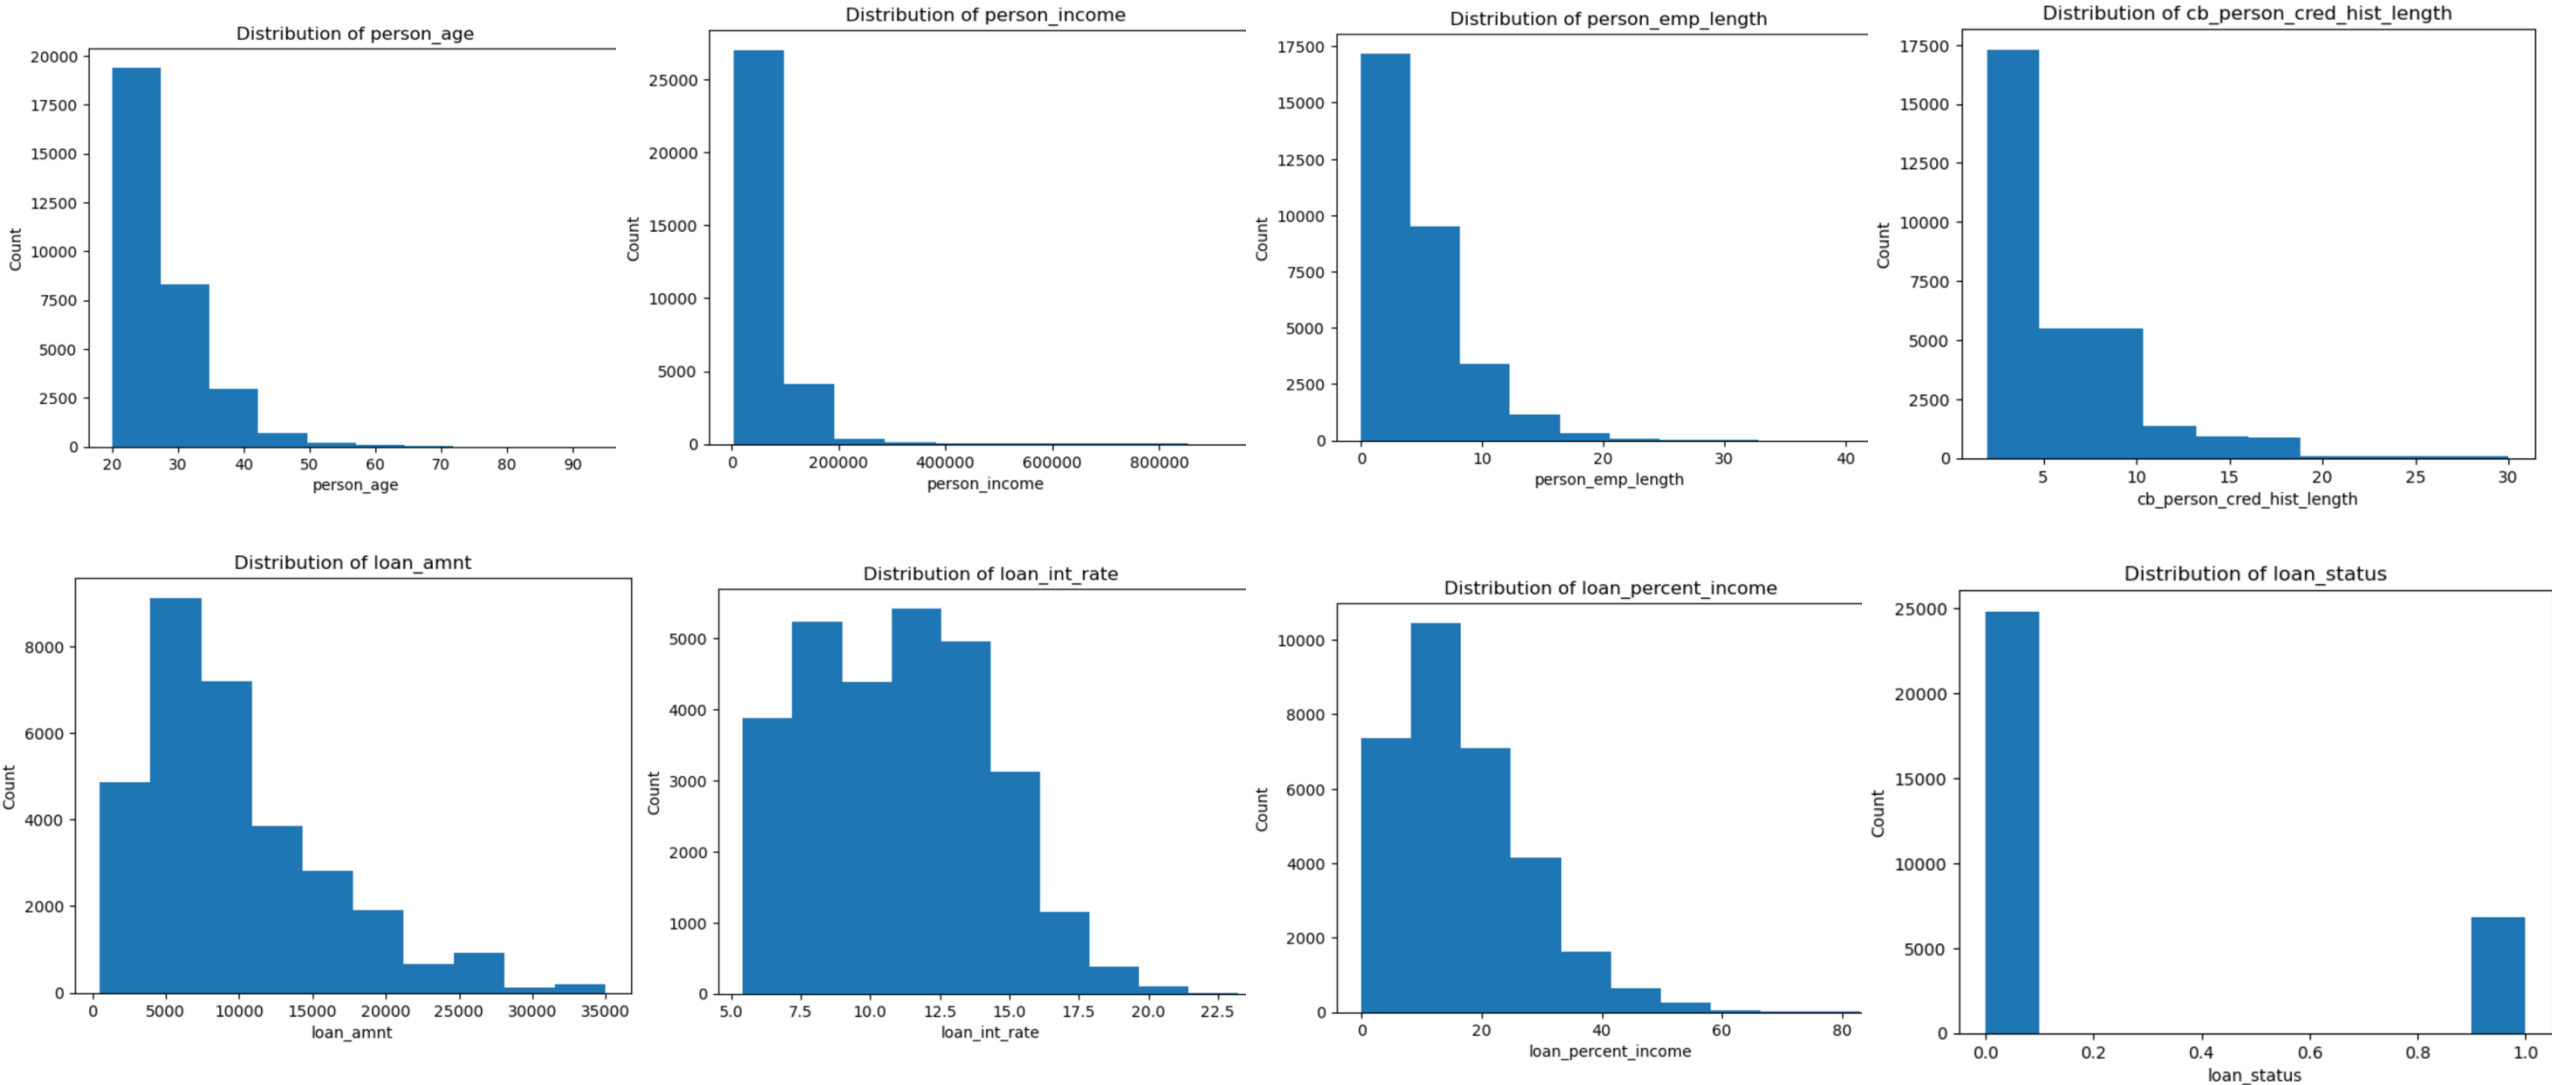 Distribution of person_age
20000
17500
15000
12500
10000
7500
5000
2500
0
Count
20 30 40 50 60 70 80 90
person_age
Distribution of person_income
25000
20000
15000
10000
5000
0
Count
0 200000 400000 600000 800000
person_income
Distribution of person_emp_length
17500
15000
12500
10000
7500
5000
2500
0
Count
0 10 20 30 40
person_emp_length
Distribution of cb_person_cred_hist_length
17500
15000
12500
10000
7500
5000
2500
0
Count
5 10 15 20 25 30
cb_person_cred_hist_length
Distribution of loan_amnt
8000
6000
4000
2000
0
Count
0 5000 10000 15000 20000 25000 30000 35000
loan_amnt
Distribution of loan_int_rate
5000
4000
3000
2000
1000
0
Count
5.0 7.5 10.0 12.5 15.0 17.5 20.0 22.5
loan_int_rate
Distribution of loan_percent_income
10000
8000
6000
4000
2000
0
Count
0 20 40 60 80
loan_percent_income
Distribution of loan_status
25000
20000
15000
10000
5000
0
Count
0.0 0.2 0.4 0.6 0.8 1.0
loan_status